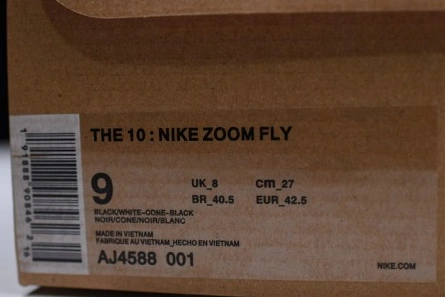 THE 10 : NIKE ZOOM FLY
9
UK_8 Cm_27
BR_40.5 EUR_42.5
BLACK/WHITE-CONE-BLACK
NOIR/CONE/NOIR/BLANC
MADE IN VIETNAM
FABRIQUE AU VIETNAM_HECHO EN VIETNAM
AJ4588 001
NIKE.COM